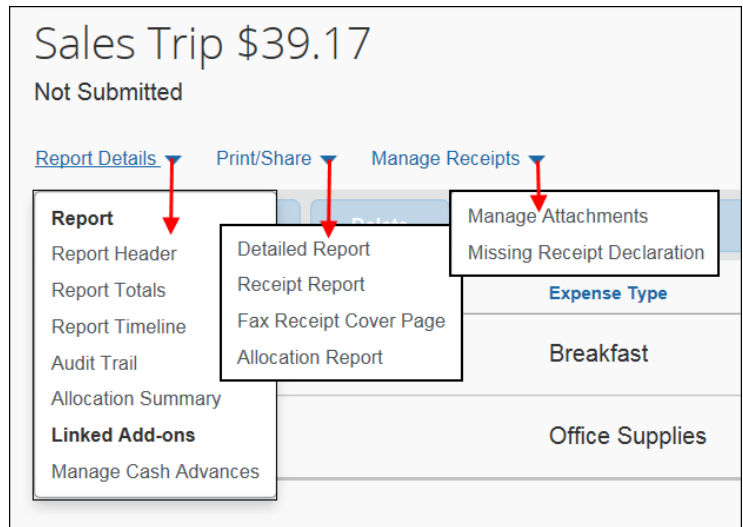 Sales Trip $39.17
Not Submitted
Report Details
Print/Share
Manage Receipts
Report
Report Header
Report Totals
Report Timeline
Audit Trail
Allocation Summary
Linked Add-ons
Manage Cash Advances
Detailed Report
Receipt Report
Fax Receipt Cover Page
Allocation Report
Manage Attachments
Missing Receipt Declaration
Expense Type
Breakfast
Office Supplies